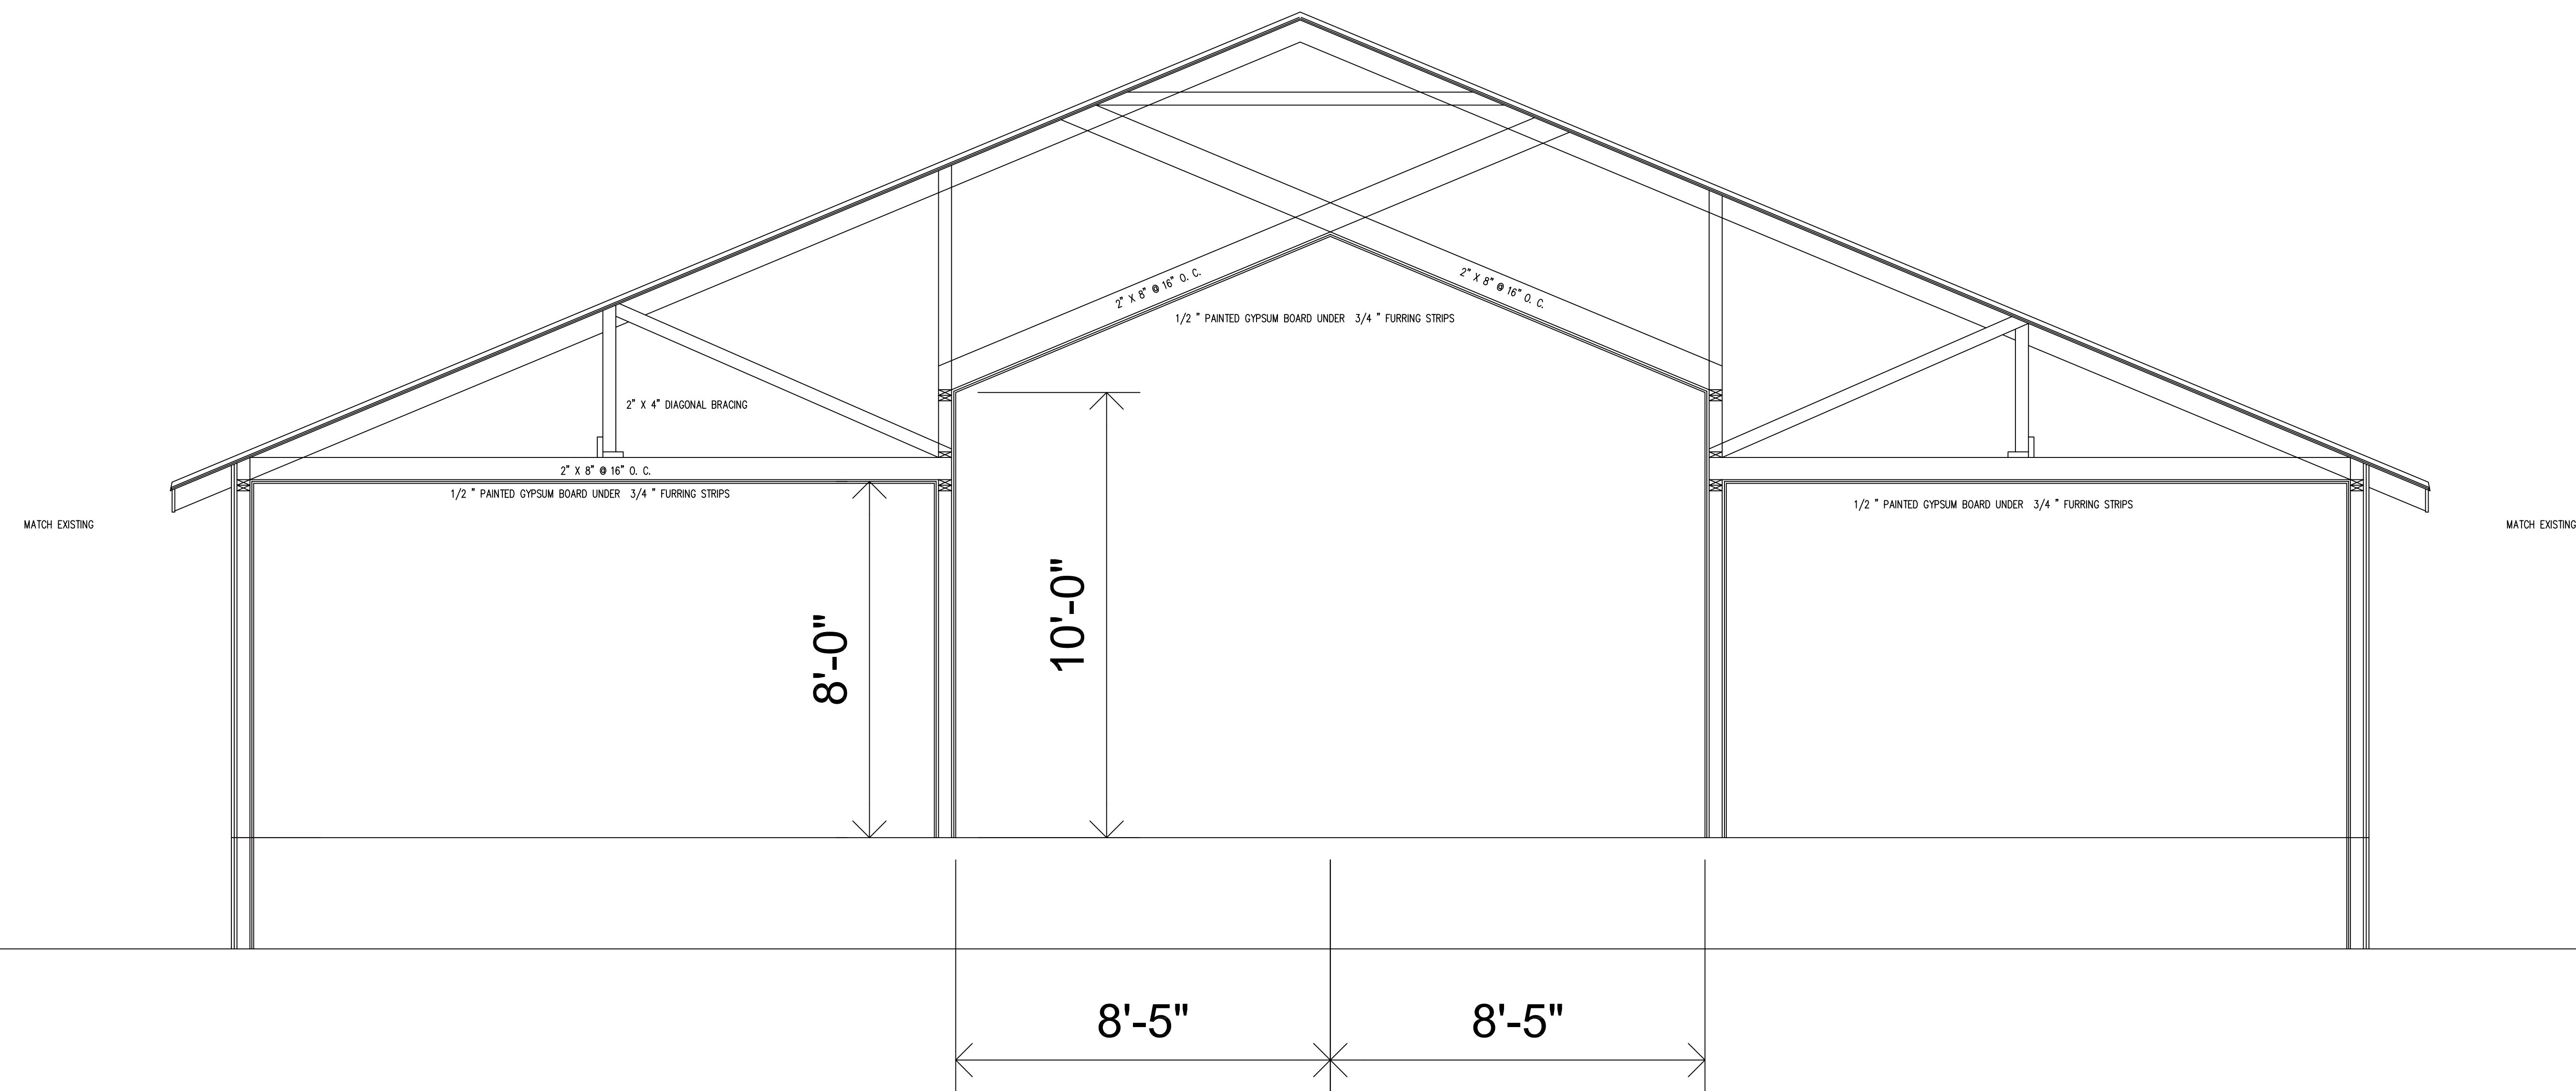 2" X 8" @ 16" O. C.
2" X 8" @ 16" O. C.
1/2 " PAINTED GYPSUM BOARD UNDER 3/4 " FURRING STRIPS
2" X 4" DIAGONAL BRACING
2" X 8" @ 16" O. C.
1/2 " PAINTED GYPSUM BOARD UNDER 3/4 " FURRING STRIPS
1/2 " PAINTED GYPSUM BOARD UNDER 3/4 " FURRING STRIPS
MATCH EXISTING
MATCH EXISTING
8'-0"
10'-0"
8'-5"
8'-5"